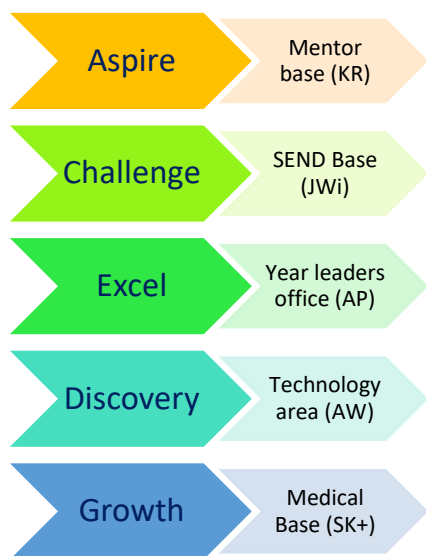 Aspire
Mentor
base (KR)
Challenge
SEND Base
(JWi)
Excel
Year leaders
office (AP)
Discovery
Technology
area (AW)
Growth
Medical
Base (SK+)